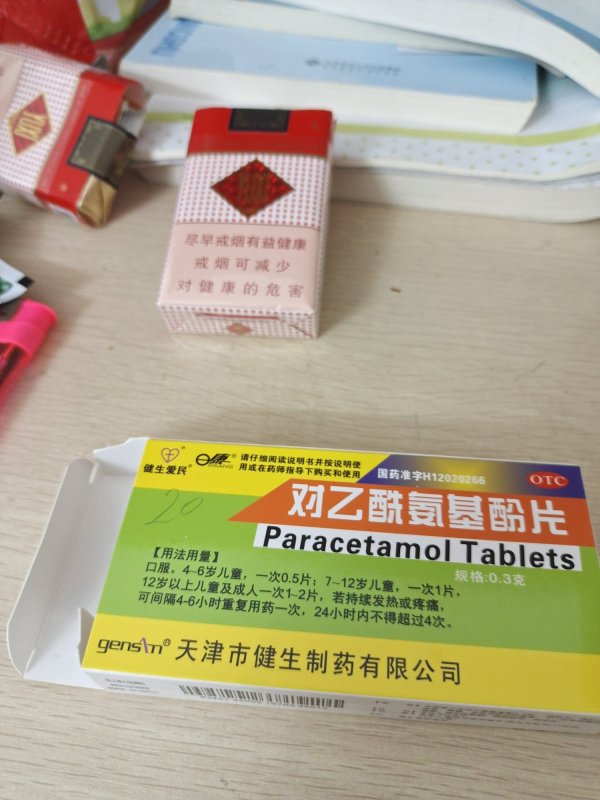 尽早戒烟有益健康
戒烟可减少
对健康的危害
健生爱民
请仔细阅读说明书并按说明使
用或在药师指导下购买和使用
国药准字H12020266
OTC
20
对乙酰氨基酚片
Paracetamol Tablets
规格:0.3克
【用法用量】
口服。4~6岁儿童，一次0.5片；7~12岁儿童，一次1片，
12岁以上儿童及成人一次1~2片，若持续发热或疼痛，
可间隔4-6小时重复用药一次，24小时内不得超过4次。
gensun® 天津市健生制药有限公司